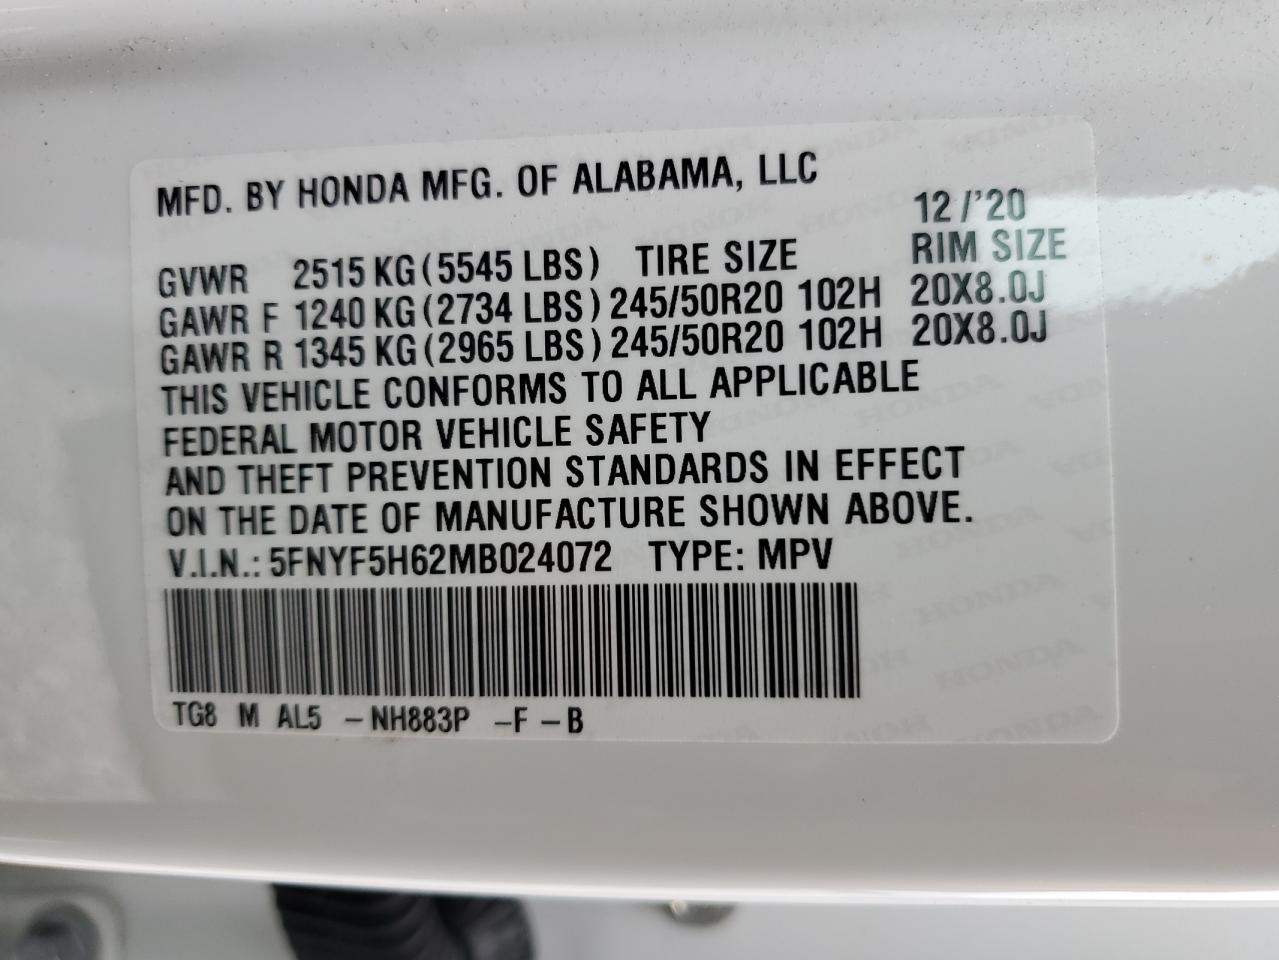 MFD. BY HONDA MFG. OF ALABAMA, LLC
12/'20
GVWR 2515 KG (5545 LBS) TIRE SIZE RIM SIZE
GAWR F 1240 KG (2734 LBS) 245/50R20 102H 20X8.0J
GAWR R 1345 KG (2965 LBS) 245/50R20 102H 20X8.0J
THIS VEHICLE CONFORMS TO ALL APPLICABLE
FEDERAL MOTOR VEHICLE SAFETY
AND THEFT PREVENTION STANDARDS IN EFFECT
ON THE DATE OF MANUFACTURE SHOWN ABOVE.
V.I.N.: 5FNYF5H62MB024072 TYPE: MPV
TG8 M AL5 -NH883P -F -B